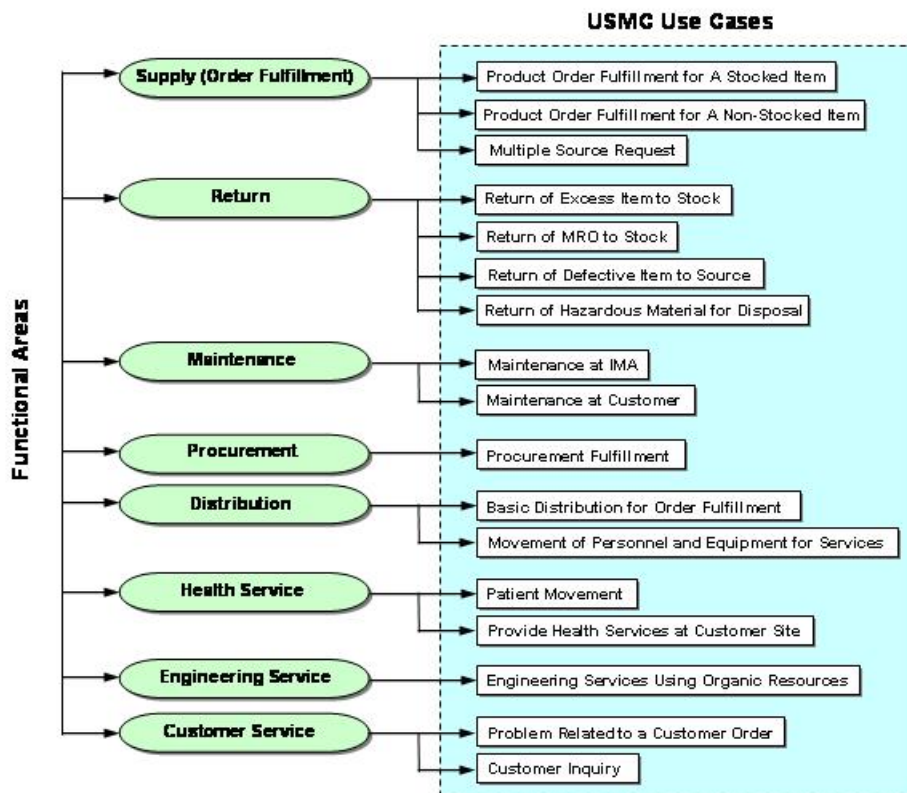 USMC Use Cases
Functional Areas
Supply (Order Fulfillment)
Product Order Fulfillment for A Stocked Item
Product Order Fulfillment for A Non-Stocked Item
Multiple Source Request
Return
Return of Excess Item to Stock
Return of MRO to Stock
Return of Defective Item to Source
Return of Hazardous Material for Disposal
Maintenance
Maintenance at IMA
Maintenance at Customer
Procurement
Procurement Fulfillment
Distribution
Basic Distribution for Order Fulfillment
Movement of Personnel and Equipment for Services
Health Service
Patient Movement
Provide Health Services at Customer Site
Engineering Service
Engineering Services Using Organic Resources
Customer Service
Problem Related to a Customer Order
Customer Inquiry